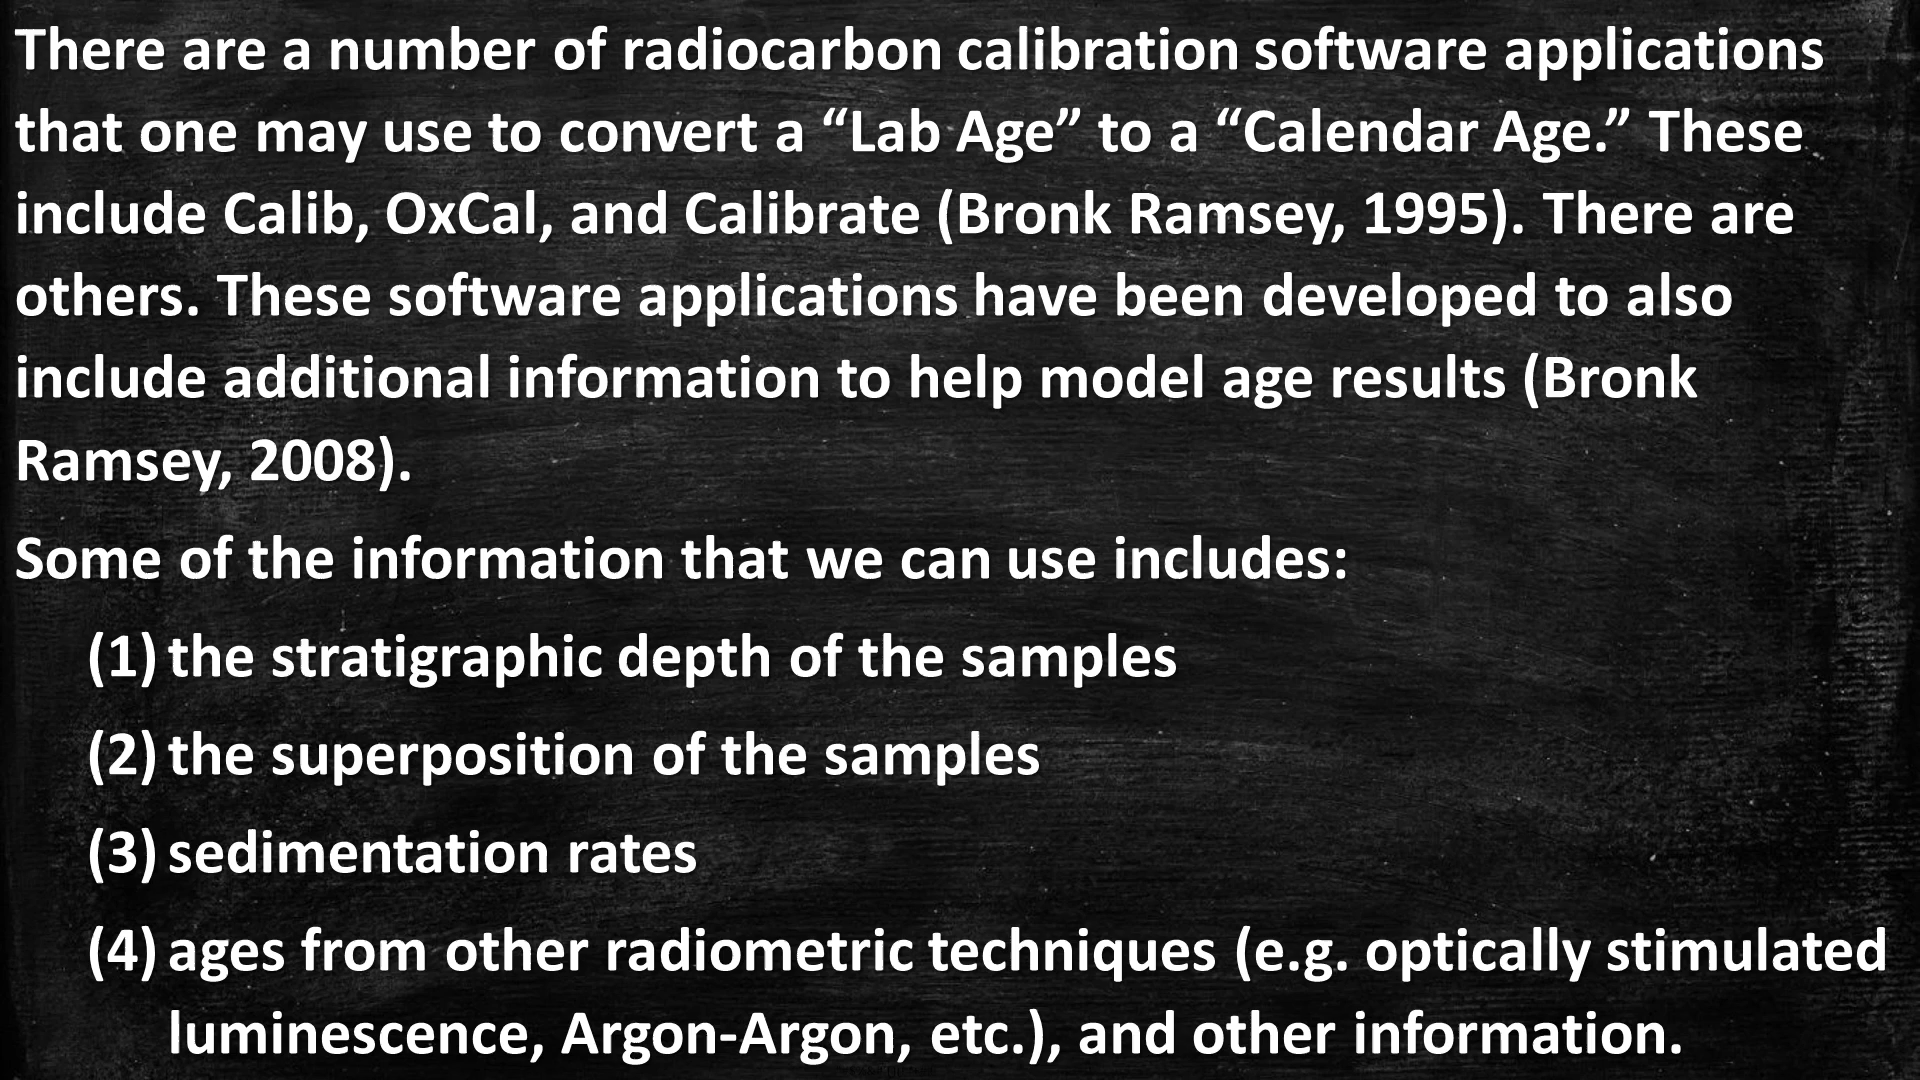 There are a number of radiocarbon calibration software applications
that one may use to convert a “Lab Age” to a “Calendar Age.” These
include Calib, OxCal, and Calibrate (Bronk Ramsey, 1995). There are
others. These software applications have been developed to also
include additional information to help model age results (Bronk
Ramsey, 2008).
Some of the information that we can use includes:
(1) the stratigraphic depth of the samples
(2) the superposition of the samples
(3) sedimentation rates
(4) ages from other radiometric techniques (e.g. optically stimulated
luminescence, Argon-Argon, etc.), and other information.